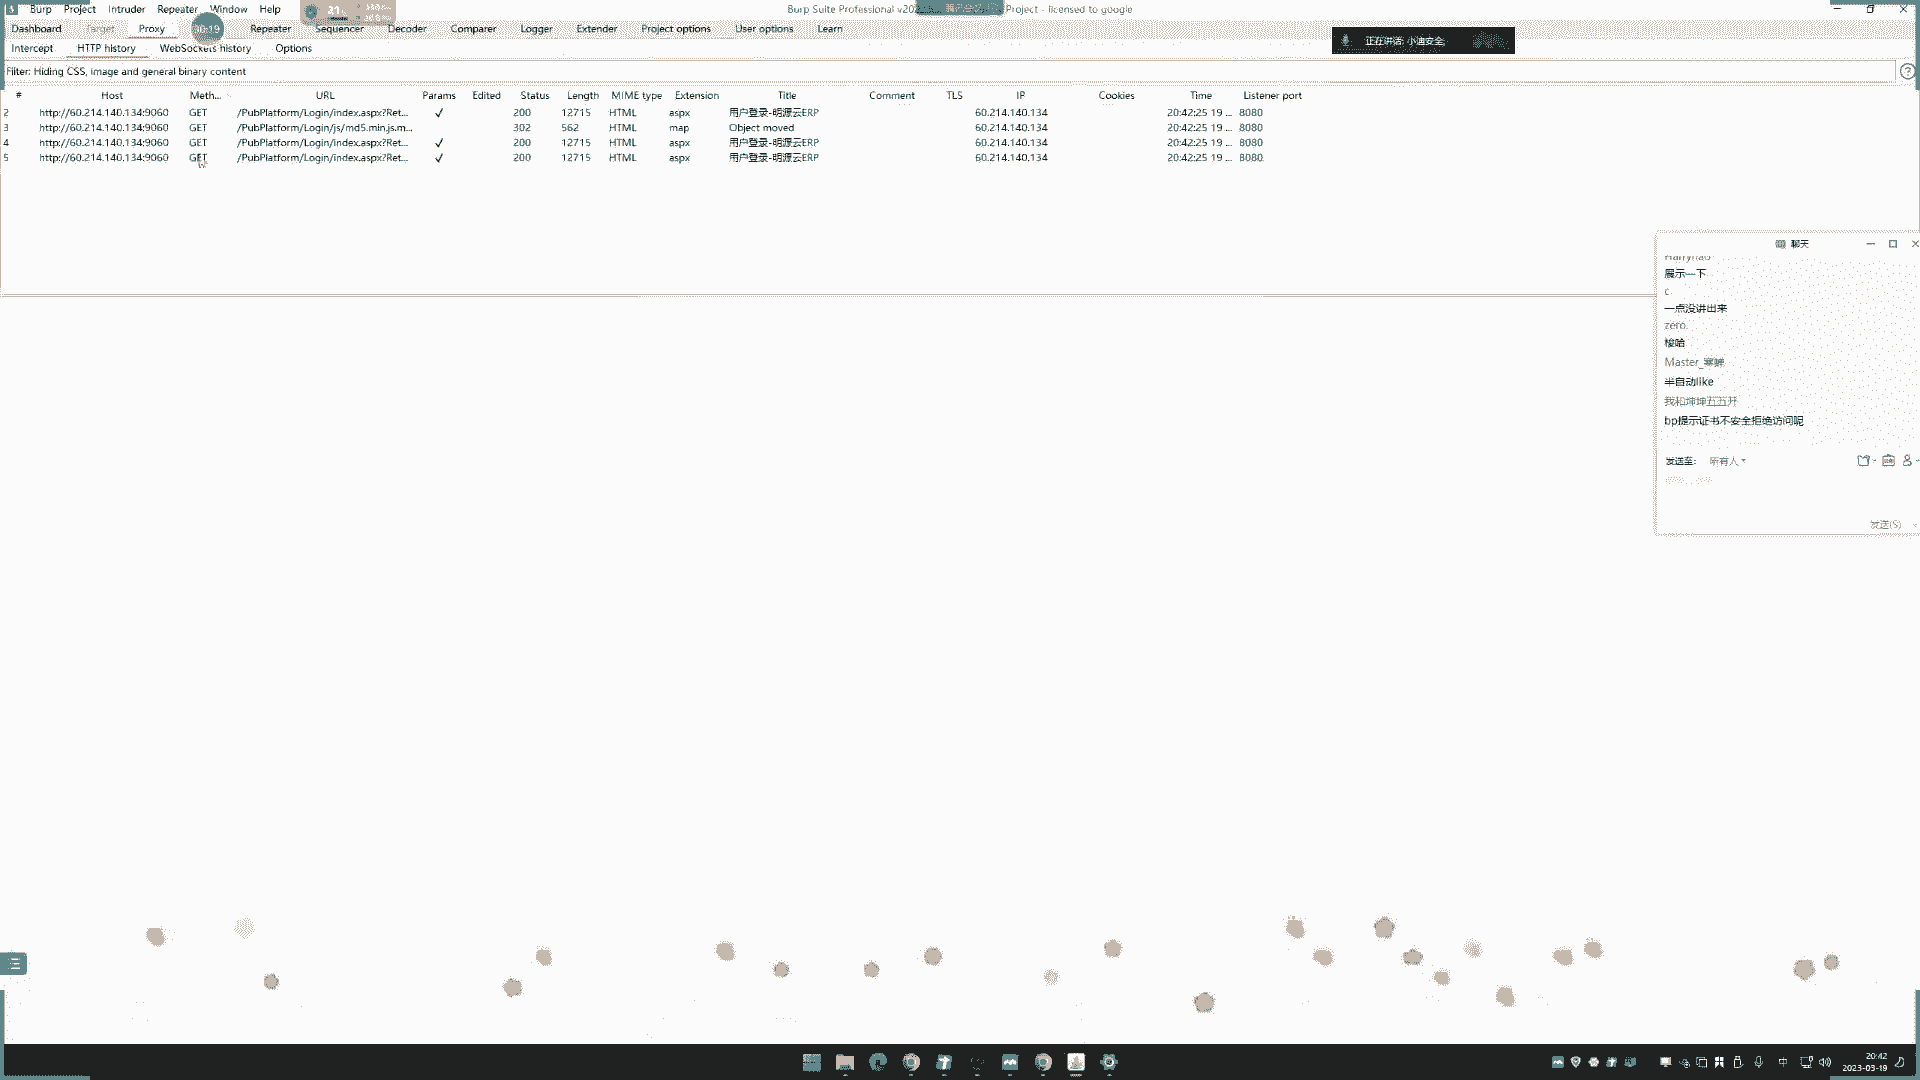 Burp Project Intruder Repeater Window Help
Burp Suite Professional
Project - licensed to google
Dashboard Target Proxy Repeater Sequencer Decoder Comparer Logger Extender Project options User options Learn
正在讲话: 小迪安全;
Intercept HTTP history WebSockets history Options
Filter: Hiding CSS, image and general binary content
# Host Meth... URL Params Edited Status Length MIME type Extension Title Comment TLS IP Cookies Time Listener port
2 http://60.214.140.134:9060 GET /PubPlatform/Login/index.aspx?Ret... ✓ 200 12715 HTML aspx 用户登录-明源云ERP 60.214.140.134 20:42:25 19 ... 8080
3 http://60.214.140.134:9060 GET /PubPlatform/Login/js/md5.min.js.m... 302 562 HTML map Object moved 60.214.140.134 20:42:25 19 ... 8080
4 http://60.214.140.134:9060 GET /PubPlatform/Login/index.aspx?Ret... ✓ 200 12715 HTML aspx 用户登录-明源云ERP 60.214.140.134 20:42:25 19 ... 8080
5 http://60.214.140.134:9060 GET /PubPlatform/Login/index.aspx?Ret... ✓ 200 12715 HTML aspx 用户登录-明源云ERP 60.214.140.134 20:42:25 19 ... 8080
聊天
展示一下
c
一点没讲出来
zero.
梭哈
Master_
半自动like
我和坤坤五五开
bp提示证书不安全拒绝访问呢
发送至: 所有人
发送(S)
中
20:42
2023-03-19